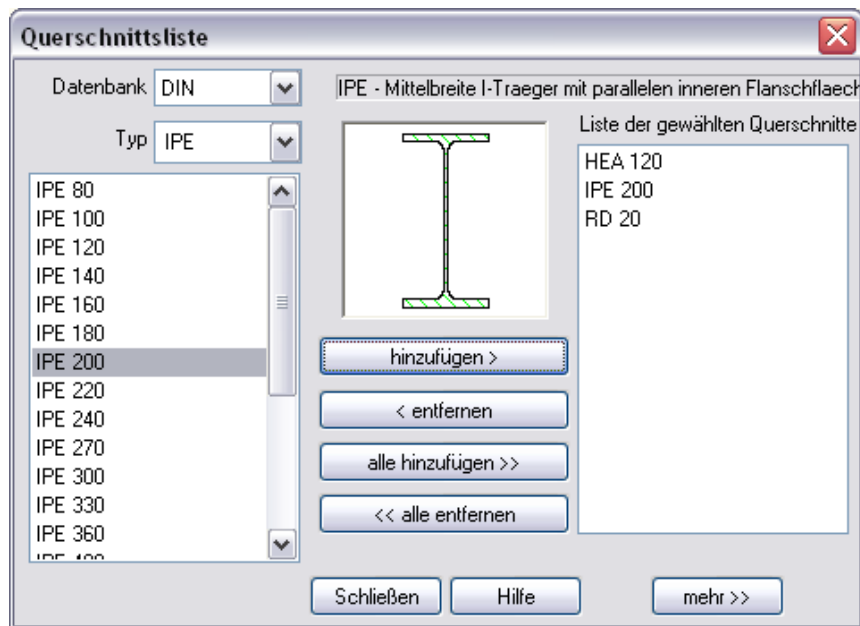 Querschnittsliste
Datenbank DIN
IPE - Mittelbreite I-Traeger mit parallelen inneren Flanschflaech
Typ IPE
IPE 80
IPE 100
IPE 120
IPE 140
IPE 160
IPE 180
IPE 200
IPE 220
IPE 240
IPE 270
IPE 300
IPE 330
IPE 360
hinzufügen >
< entfernen
alle hinzufügen >>
<< alle entfernen
Liste der gewählten Querschnitte
HEA 120
IPE 200
RD 20
Schließen
Hilfe
mehr >>